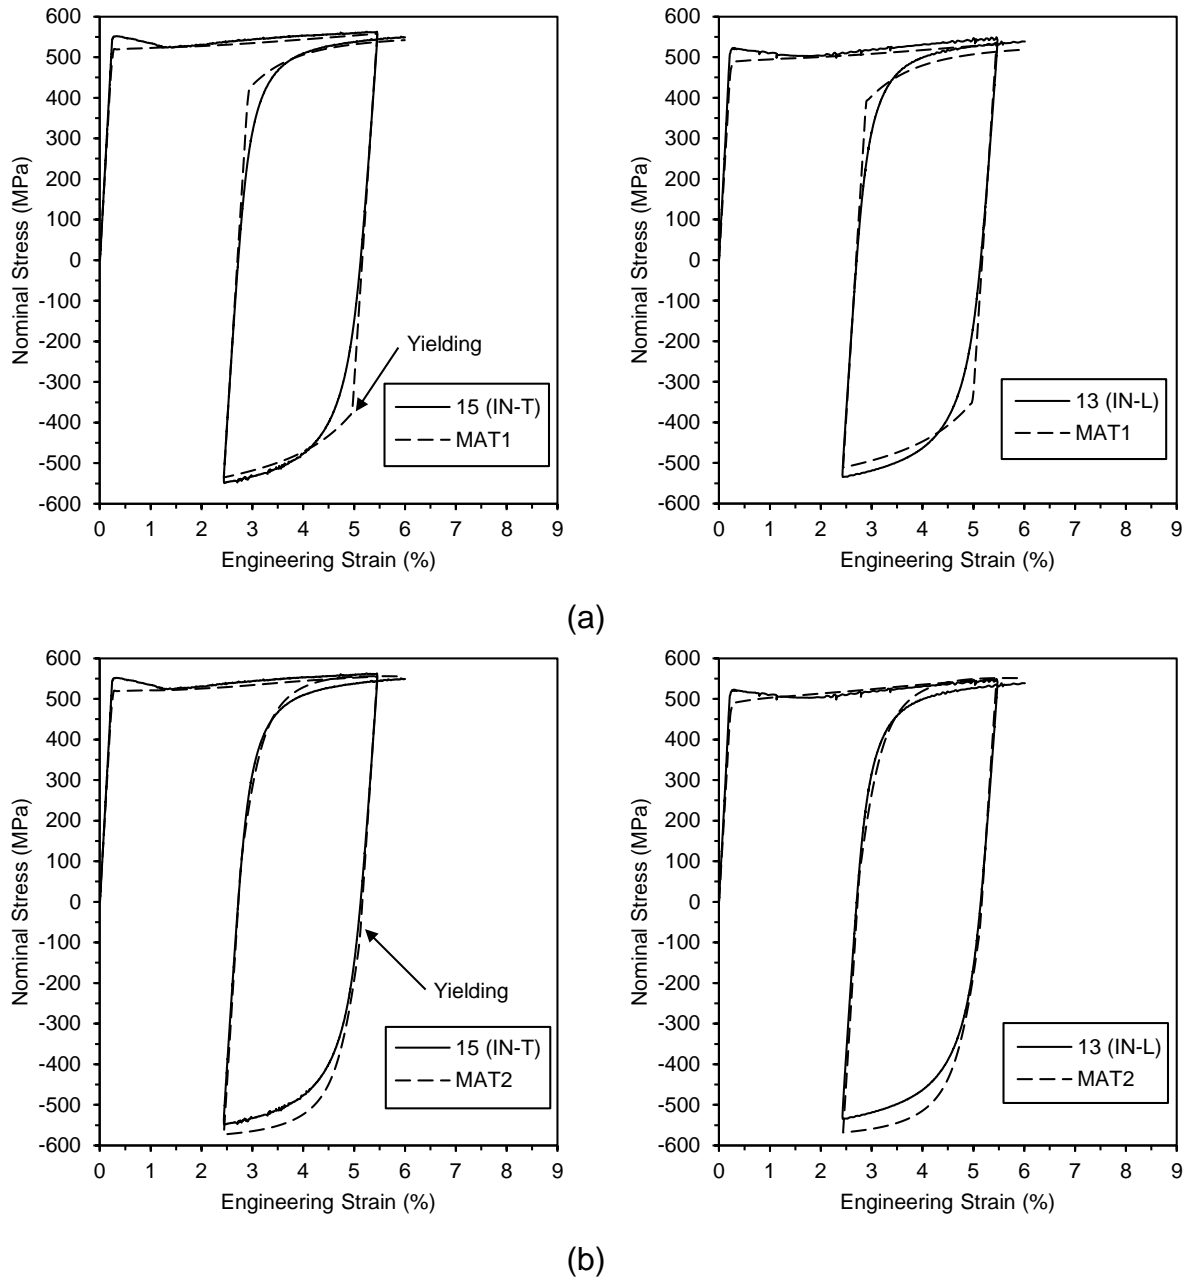 600
500
400
300
200
100
0
-100
-200
-300
-400
-500
-600
Nominal Stress (MPa)
0 1 2 3 4 5 6 7 8 9
Engineering Strain (%)
Yielding
15 (IN-T)
MAT1
600
500
400
300
200
100
0
-100
-200
-300
-400
-500
-600
Nominal Stress (MPa)
0 1 2 3 4 5 6 7 8 9
Engineering Strain (%)
13 (IN-L)
MAT1
(a)
600
500
400
300
200
100
0
-100
-200
-300
-400
-500
-600
Nominal Stress (MPa)
0 1 2 3 4 5 6 7 8 9
Engineering Strain (%)
Yielding
15 (IN-T)
MAT2
600
500
400
300
200
100
0
-100
-200
-300
-400
-500
-600
Nominal Stress (MPa)
0 1 2 3 4 5 6 7 8 9
Engineering Strain (%)
13 (IN-L)
MAT2
(b)